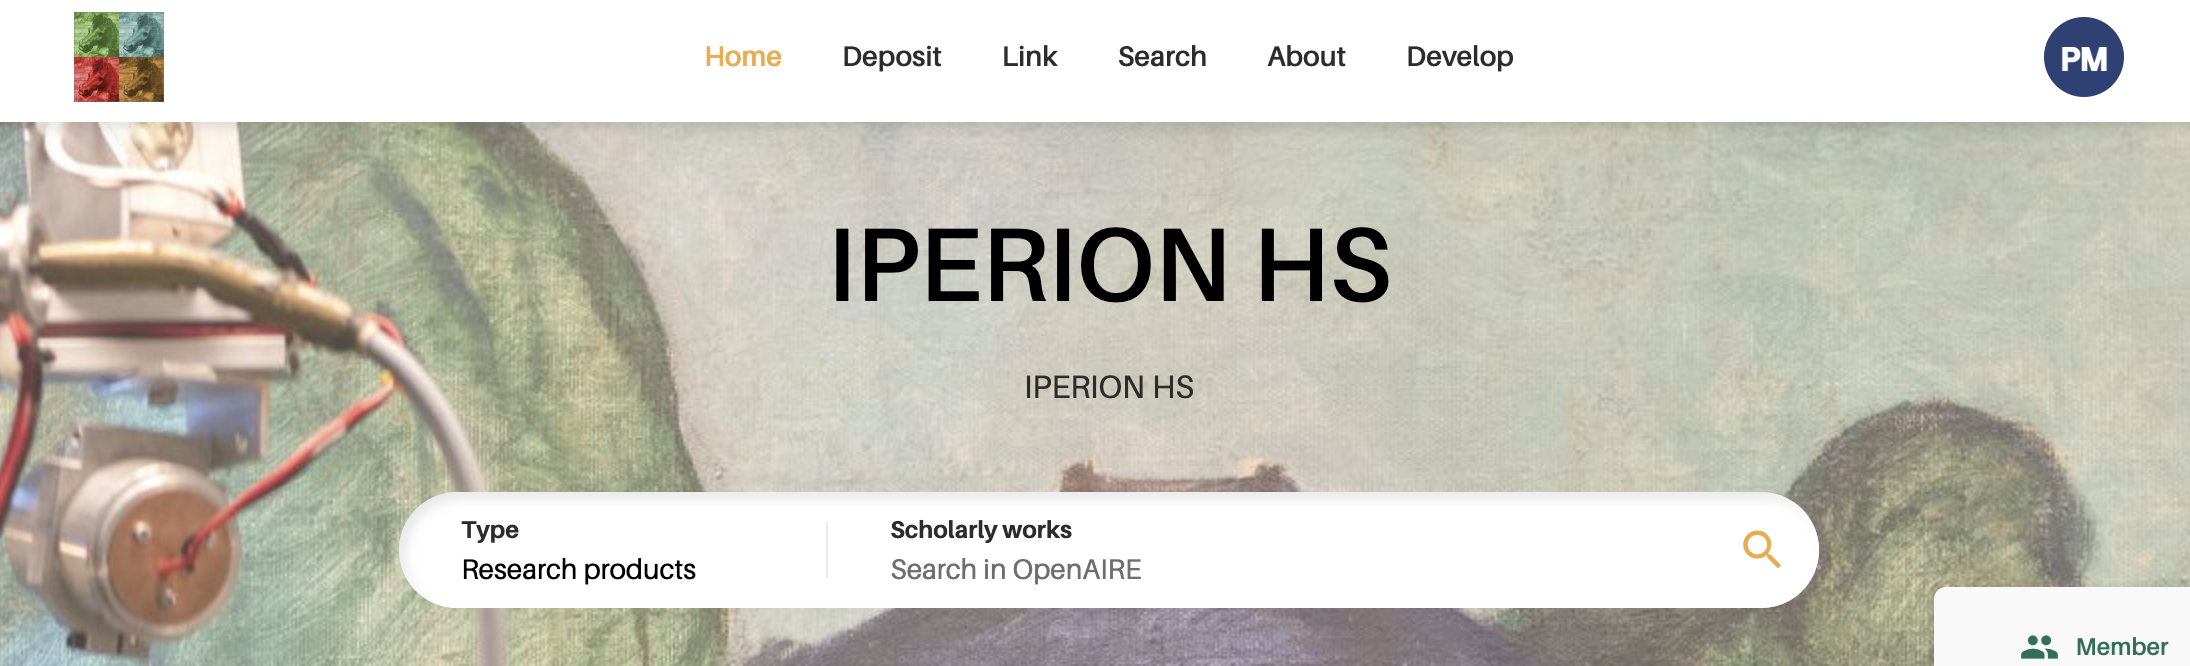 Home Deposit Link Search About Develop
PM
IPERION HS
IPERION HS
Type
Research products
Scholarly works
Search in OpenAIRE
Member